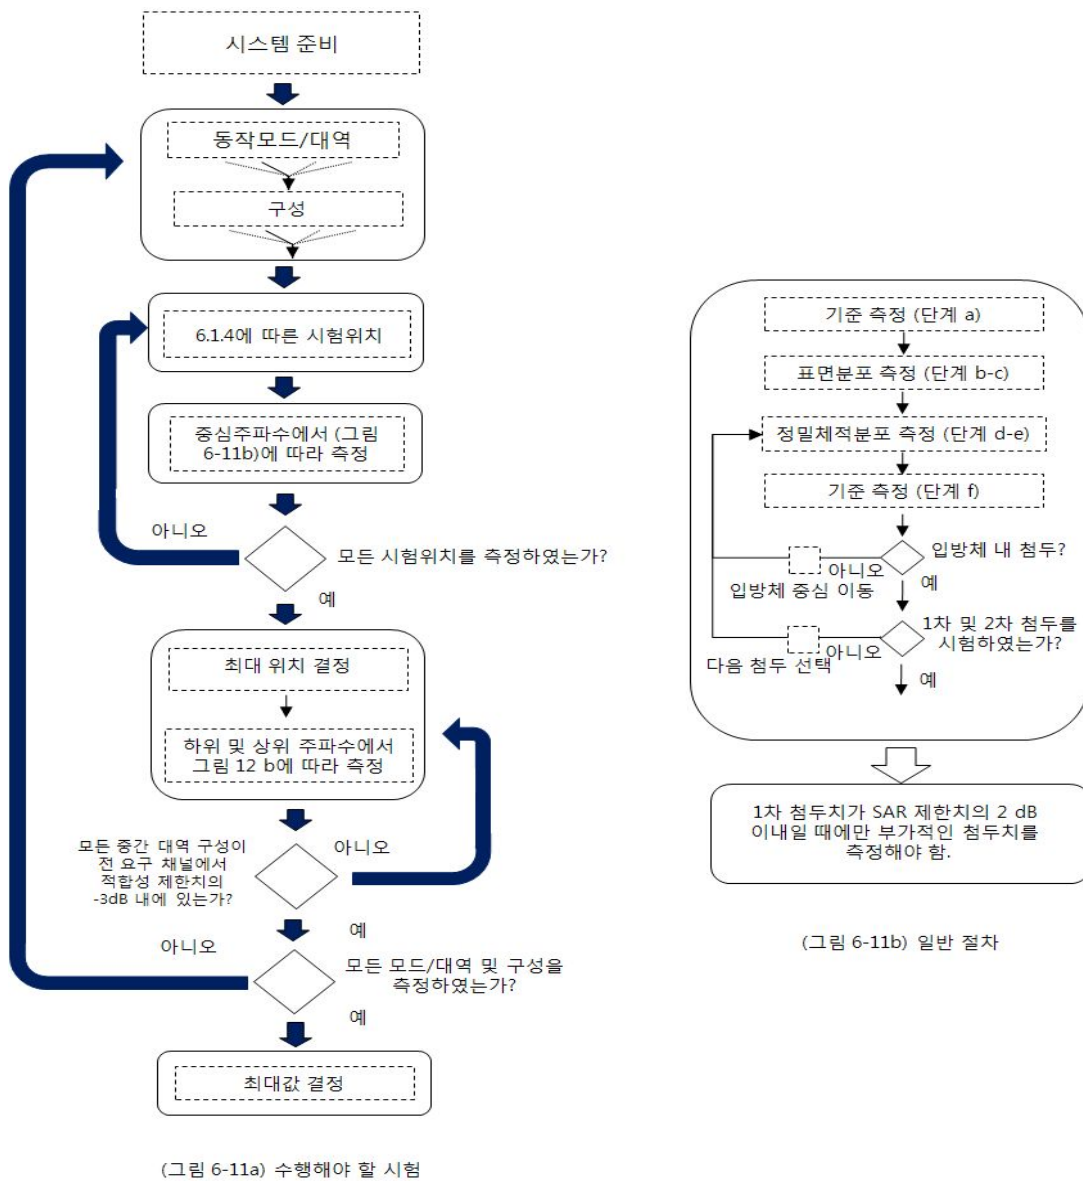 시스템 준비
동작모드/대역
구성
6.1.4에 따른 시험위치
중심주파수에서 (그림
6-11b)에 따라 측정
아니오
모든 시험위치를 측정하였는가?
예
최대 위치 결정
하위 및 상위 주파수에서
그림 12 b에 따라 측정
모든 중간 대역 구성이
전 요구 채널에서
적합성 제한치의
-3dB 내에 있는가?
아니오
예
아니오
모든 모드/대역 및 구성을
측정하였는가?
예
최대값 결정
(그림 6-11a) 수행해야 할 시험
기준 측정 (단계 a)
표면분포 측정 (단계 b-c)
정밀체적분포 측정 (단계 d-e)
기준 측정 (단계 f)
입방체 내 첨두?
아니오
입방체 중심 이동
예
1차 및 2차 첨두를
시험하였는가?
아니오
다음 첨두 선택
예
1차 첨두치가 SAR 제한치의 2 dB
이내일 때에만 부가적인 첨두치를
측정해야 함.
(그림 6-11b) 일반 절차